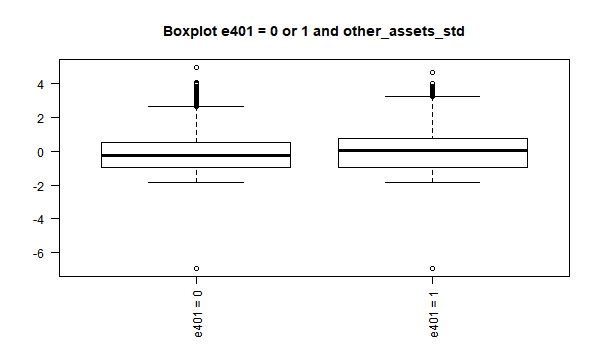 Boxplot e401 = 0 or 1 and other_assets_std
4
2
0
-2
-4
-6
e401 = 0
e401 = 1